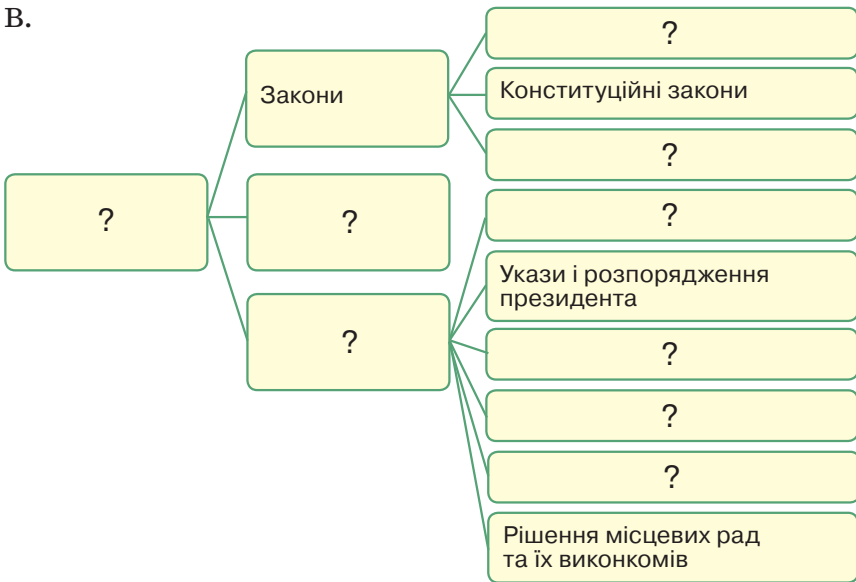 В.
?
Закони
Конституційні закони
?
?
?
?
Укази і розпорядження
президента
?
?
?
?
Рішення місцевих рад
та їх виконкомів